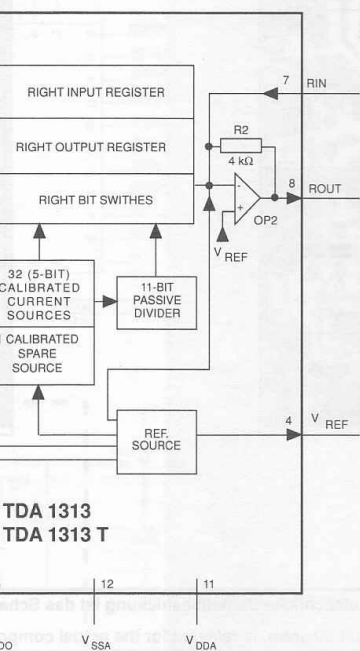 7 RIN
RIGHT INPUT REGISTER
R2
RIGHT OUTPUT REGISTER
4 kΩ
RIGHT BIT SWITHES
-
8 ROUT
+
OP2
V REF
32 (5-BIT)
CALIBRATED
CURRENT
SOURCES
11-BIT
PASSIVE
DIVIDER
CALIBRATED
SPARE
SOURCE
REF.
SOURCE
4 V REF
TDA 1313
TDA 1313 T
12
11
VSSA
VDDA